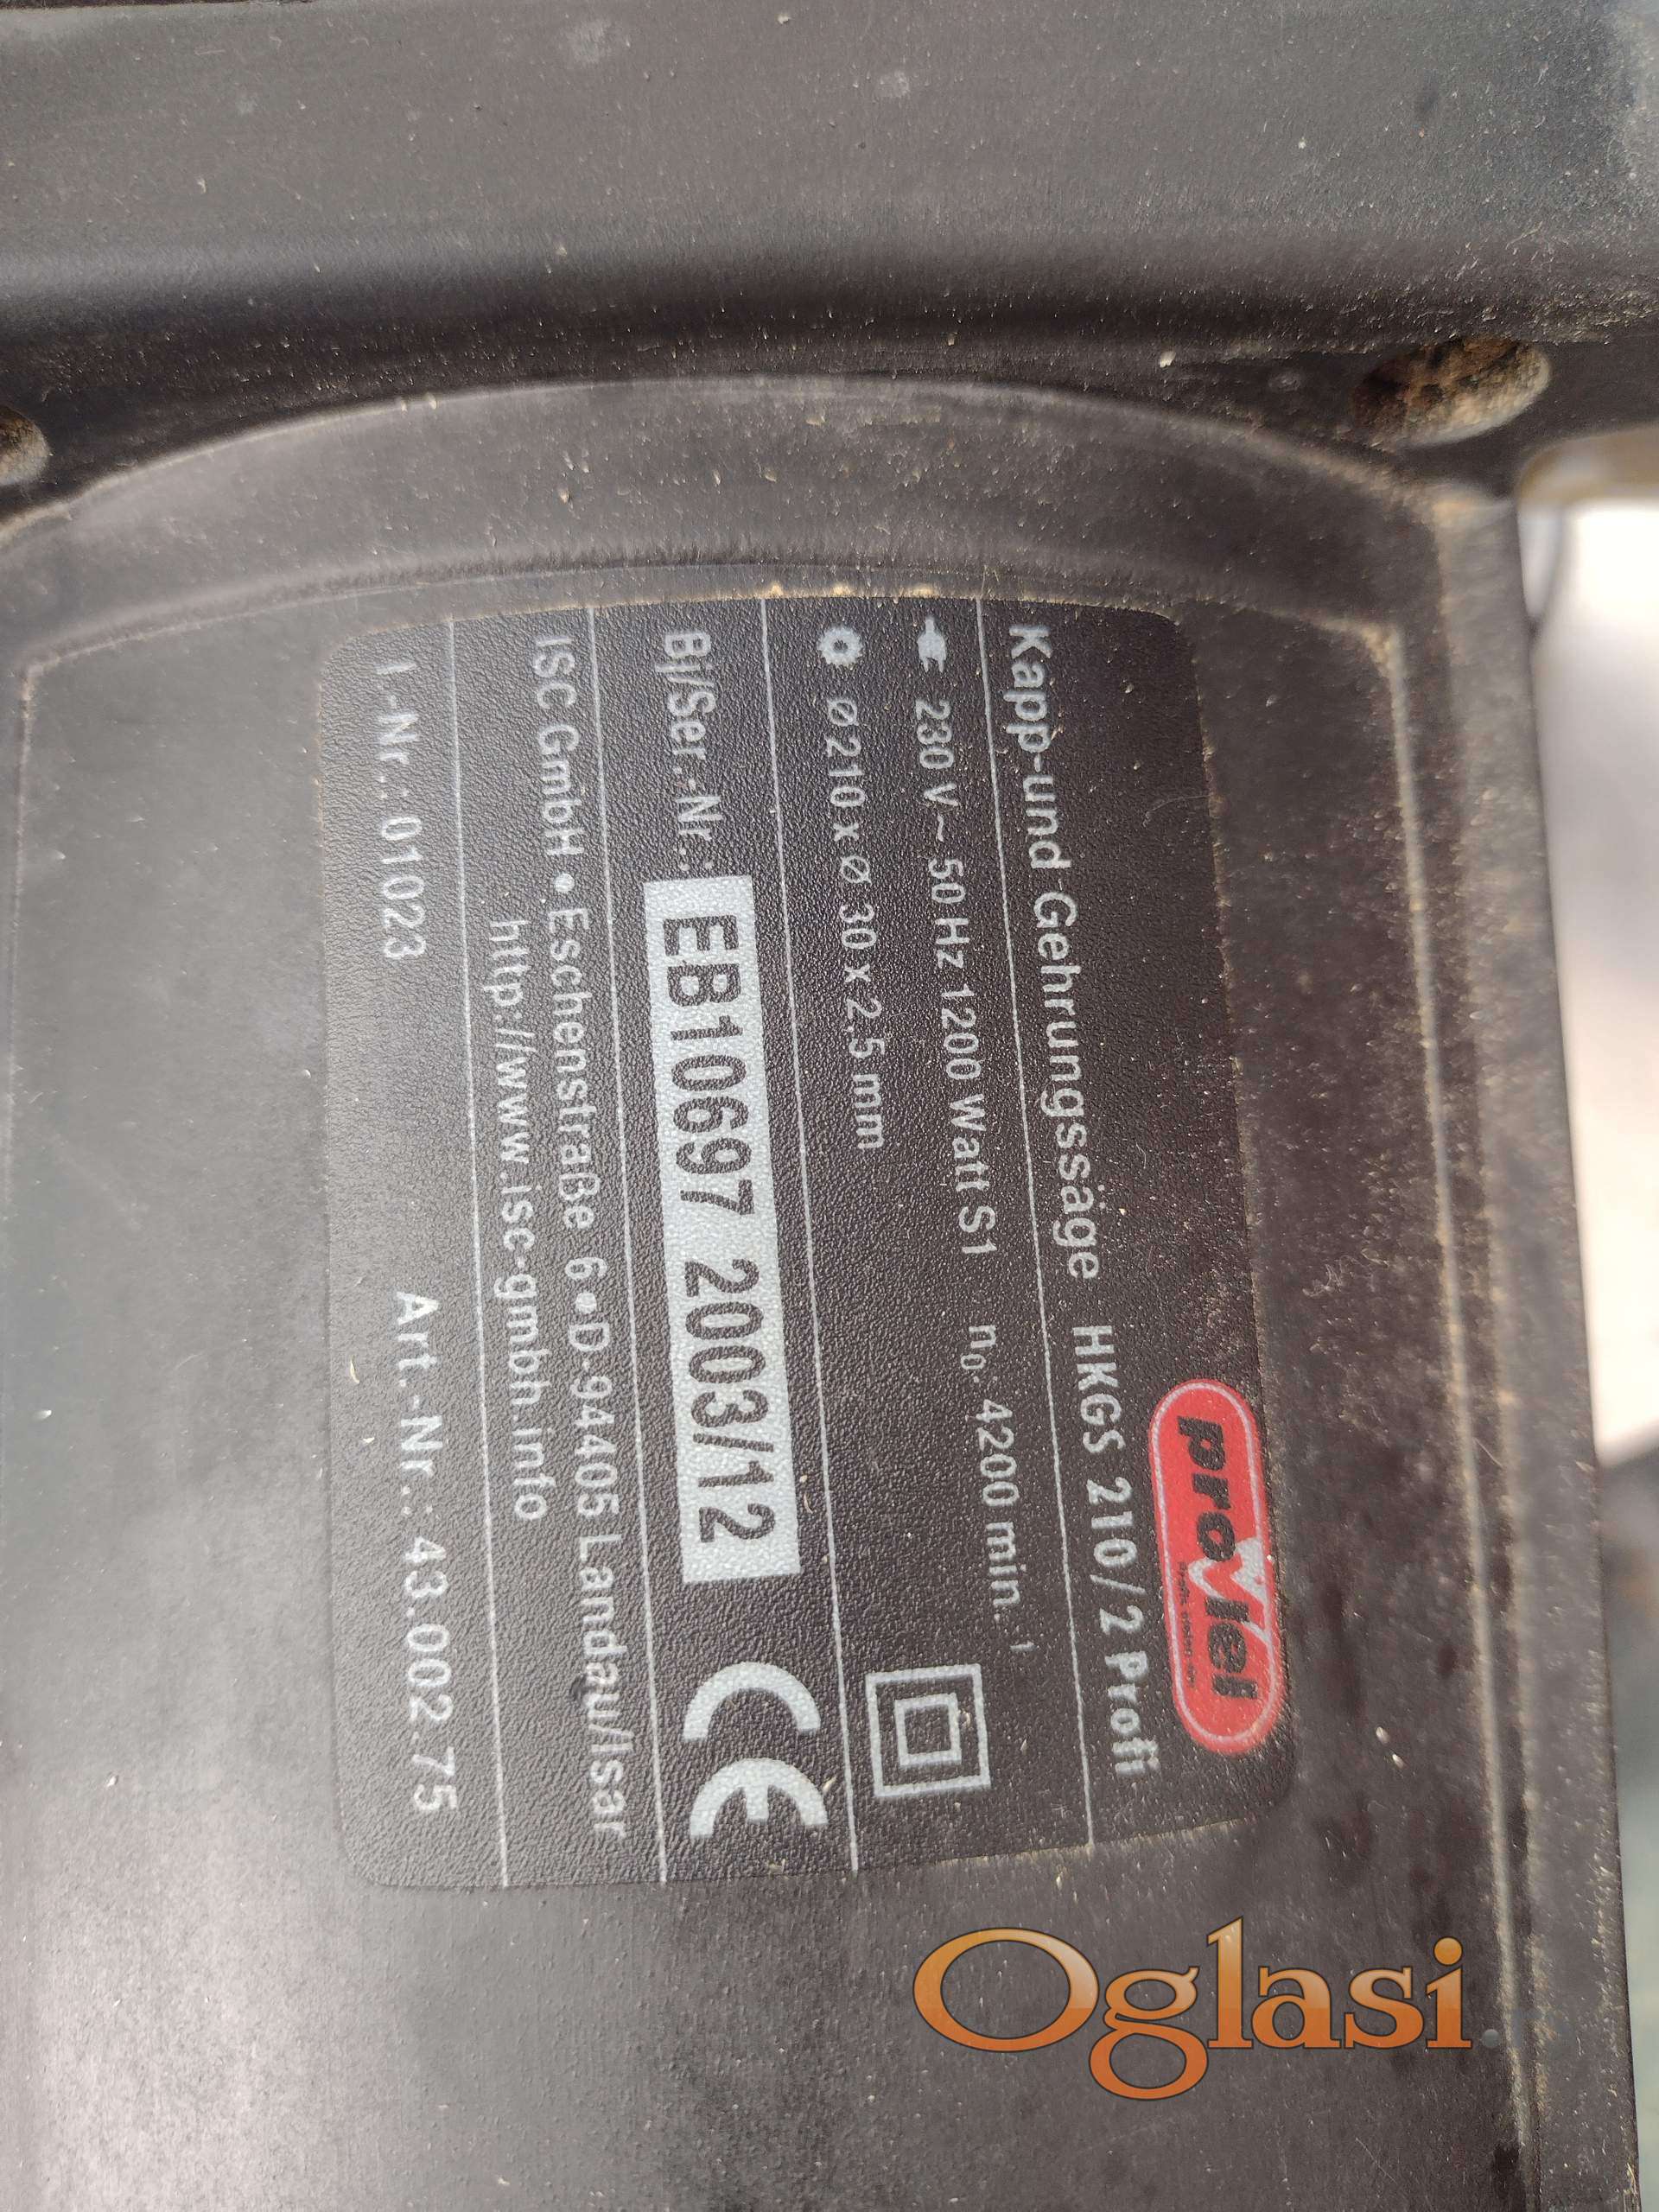 proViel
Kapp-und Gehrungssäge HKGS 210/2 Profi
230 V ~ 50 Hz 1200 Watt S1 n0: 4200 min.-1
Ø 210 x Ø 30 x 2.5 mm
Bj/Ser.-Nr.: EB10697 2003/12 CE
ISC GmbH • Eschenstraße 6 • D-94405 Landau/Isar
http://www.isc-gmbh.info
I-Nr.: 01023 Art.-Nr.: 43.002.75
Oglasi